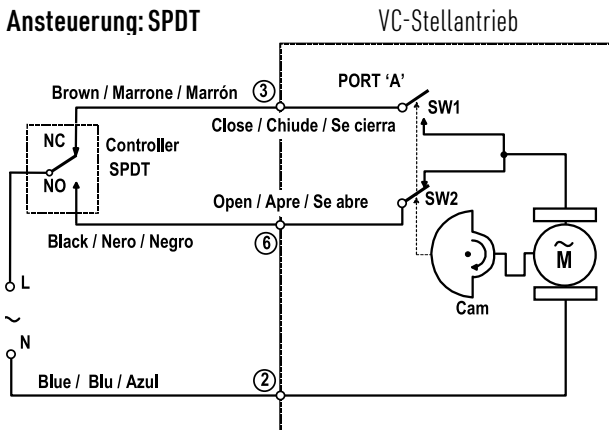 Ansteuerung: SPDT
VC-Stellantrieb
Brown / Marrone / Marrón
3
PORT ‘A’
SW1
Close / Chiude / Se cierra
NC
Controller
SPDT
NO
Open / Apre / Se abre
SW2
Black / Nero / Negro
6
M
Cam
L
~
N
Blue / Blu / Azul
2